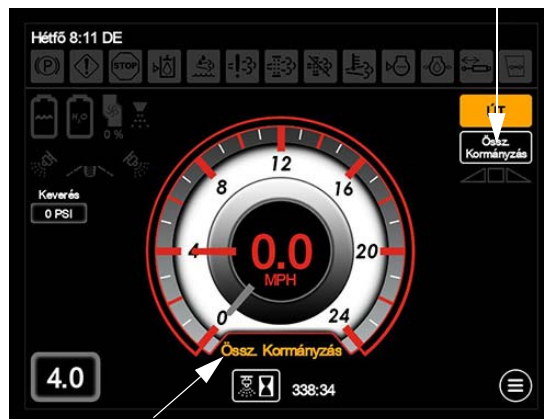 Hétfő 8:11 DE
(P)
STOP
H₂O
0 %
ÚT
Össz.
Kormányzás
Keverés
0 PSI
12
8
16
4
20
0.0
MPH
0
24
Össz. Kormányzás
4.0
338:34